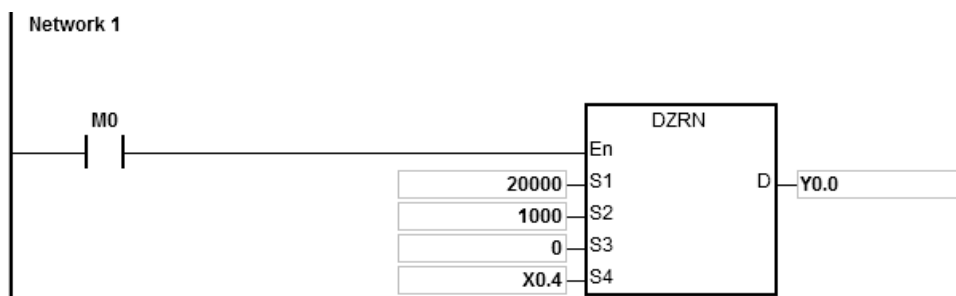 Network 1
M0
DZRN
En
20000 S1 D Y0.0
1000 S2
0 S3
X0.4 S4